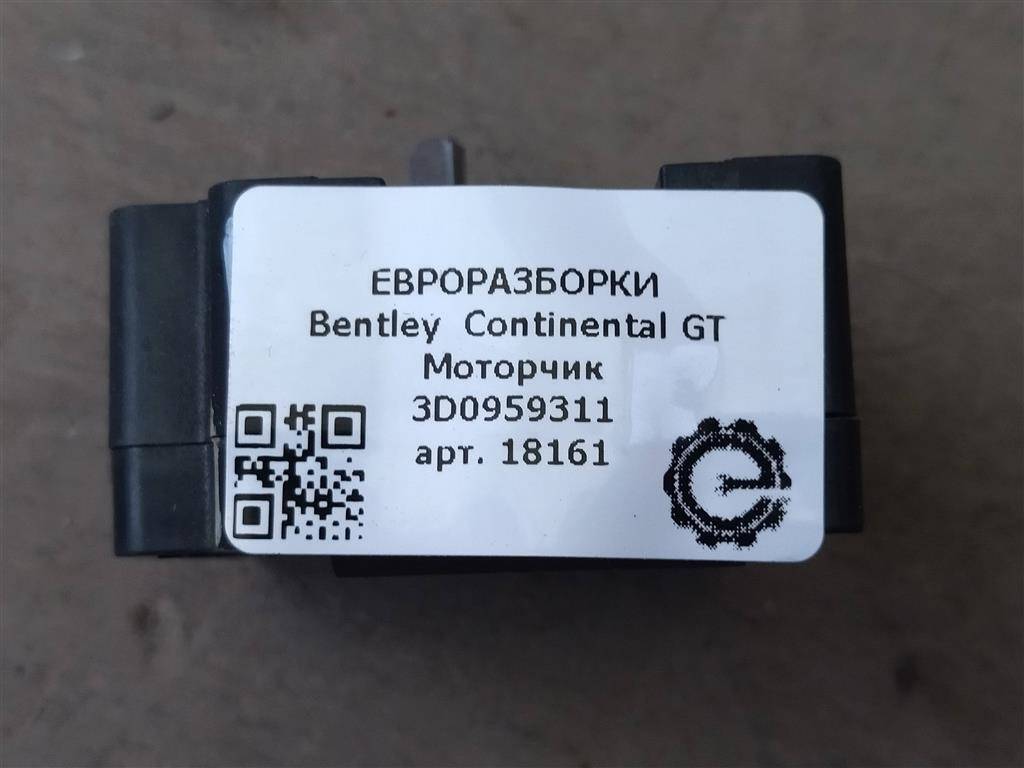 ЕВРОРАЗБОРКИ
Bentley Continental GT
Моторчик
3D0959311
арт. 18161